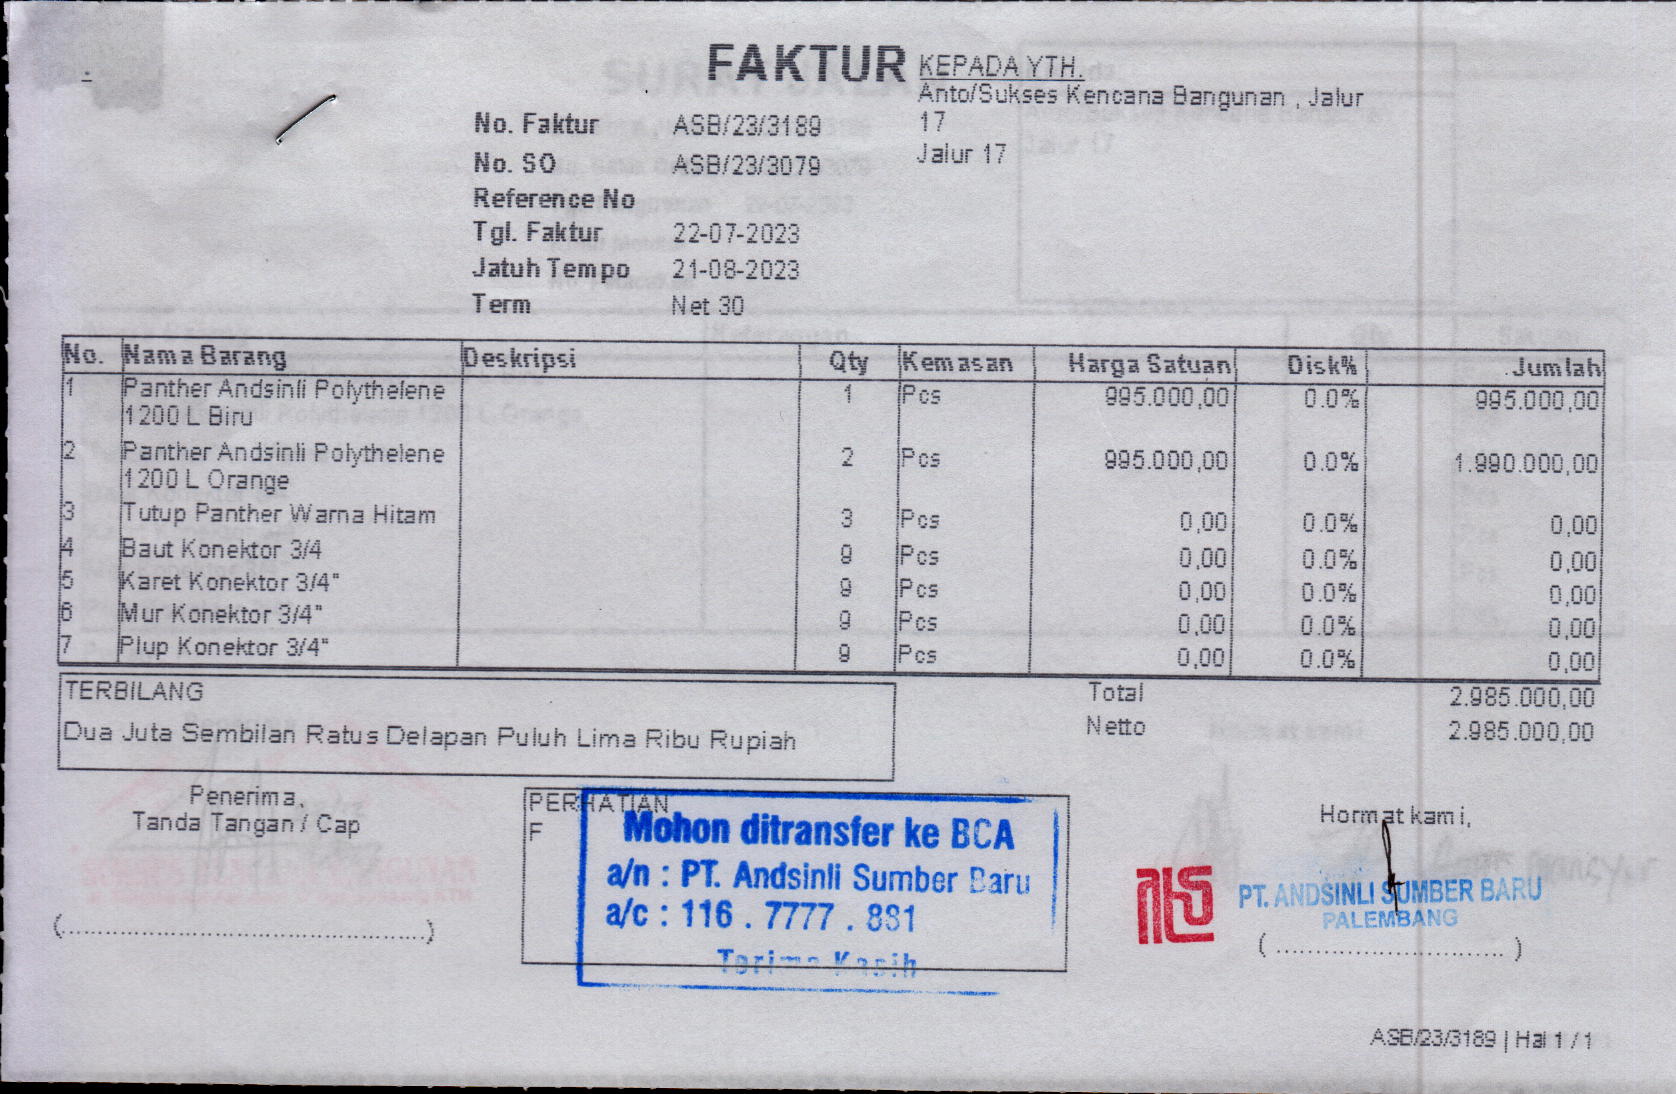 FAKTUR
KEPADA YTH.
Anto/Sukses Kencana Bangunan , Jalur
17
Jalur 17
No. Faktur ASB/23/3189
No. SO ASB/23/3079
Reference No
Tgl. Faktur 22-07-2023
Jatuh Tempo 21-08-2023
Term Net 30
No. Nama Barang Deskripsi Qty Kemasan Harga Satuan Disk% Jumlah
1 Panther Andsinli Polythelene 1 Pcs 995.000,00 0.0% 995.000,00
1200 L Biru
2 Panther Andsinli Polythelene 2 Pcs 995.000,00 0.0% 1.990.000,00
1200 L Orange
3 Tutup Panther Warna Hitam 3 Pcs 0,00 0.0% 0,00
4 Baut Konektor 3/4 9 Pcs 0,00 0.0% 0,00
5 Karet Konektor 3/4" 9 Pcs 0,00 0.0% 0,00
6 Mur Konektor 3/4" 9 Pcs 0,00 0.0% 0,00
7 Plup Konektor 3/4" 9 Pcs 0,00 0.0% 0,00
TERBILANG
Dua Juta Sembilan Ratus Delapan Puluh Lima Ribu Rupiah
Total 2.985.000,00
Netto 2.985.000,00
Penerima,
Tanda Tangan / Cap
(..................................................)
PERHATIAN
F
Mohon ditransfer ke BCA
a/n : PT. Andsinli Sumber Baru
a/c : 116 . 7777 . 881
Terima Kasih
Hormat kami,
PT. ANDSINLI SUMBER BARU
PALEMBANG
( ................................ )
ASB/23/3189 | Hal 1 / 1